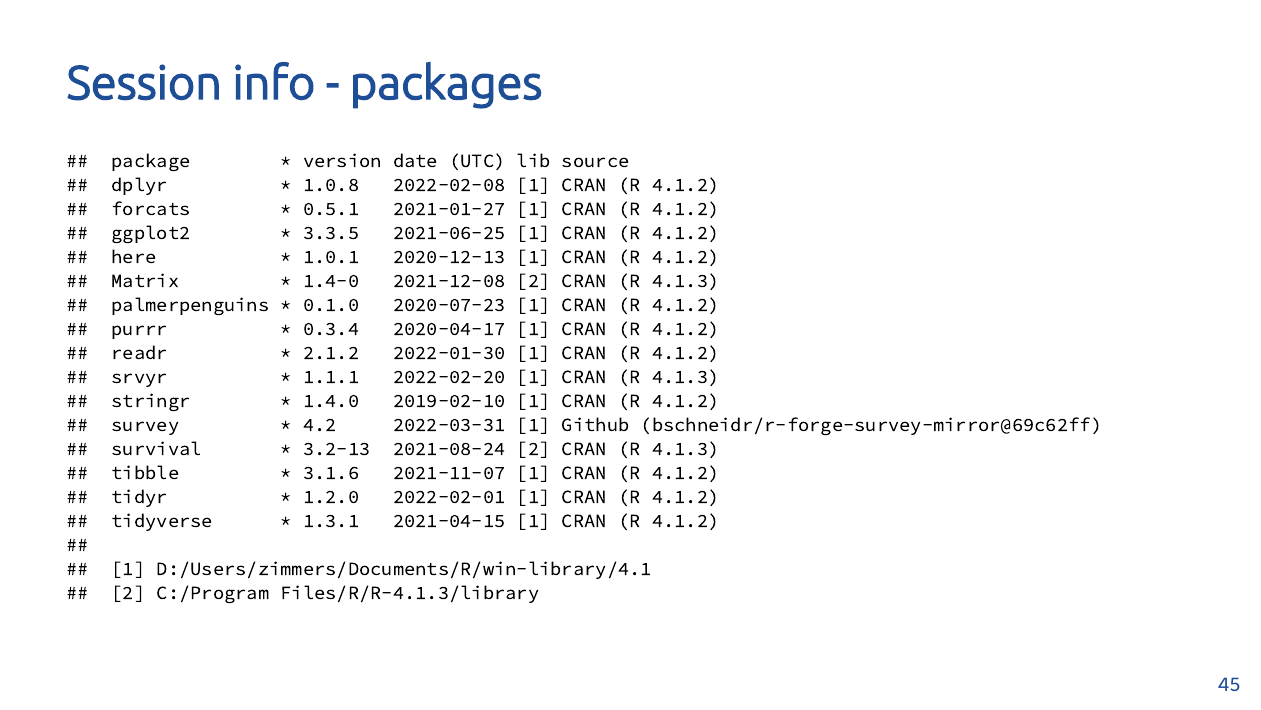 Session info - packages
##  package        * version date (UTC) lib source
##  dplyr          * 1.0.8   2022-02-08 [1] CRAN (R 4.1.2)
##  forcats        * 0.5.1   2021-01-27 [1] CRAN (R 4.1.2)
##  ggplot2        * 3.3.5   2021-06-25 [1] CRAN (R 4.1.2)
##  here           * 1.0.1   2020-12-13 [1] CRAN (R 4.1.2)
##  Matrix         * 1.4-0   2021-12-08 [2] CRAN (R 4.1.3)
##  palmerpenguins * 0.1.0   2020-07-23 [1] CRAN (R 4.1.2)
##  purrr          * 0.3.4   2020-04-17 [1] CRAN (R 4.1.2)
##  readr          * 2.1.2   2022-01-30 [1] CRAN (R 4.1.2)
##  srvyr          * 1.1.1   2022-02-20 [1] CRAN (R 4.1.3)
##  stringr        * 1.4.0   2019-02-10 [1] CRAN (R 4.1.2)
##  survey         * 4.2     2022-03-31 [1] Github (bschneidr/r-forge-survey-mirror@69c62ff)
##  survival       * 3.2-13  2021-08-24 [2] CRAN (R 4.1.3)
##  tibble         * 3.1.6   2021-11-07 [1] CRAN (R 4.1.2)
##  tidyr          * 1.2.0   2022-02-01 [1] CRAN (R 4.1.2)
##  tidyverse      * 1.3.1   2021-04-15 [1] CRAN (R 4.1.2)
##
##  [1] D:/Users/zimmers/Documents/R/win-library/4.1
##  [2] C:/Program Files/R/R-4.1.3/library
45